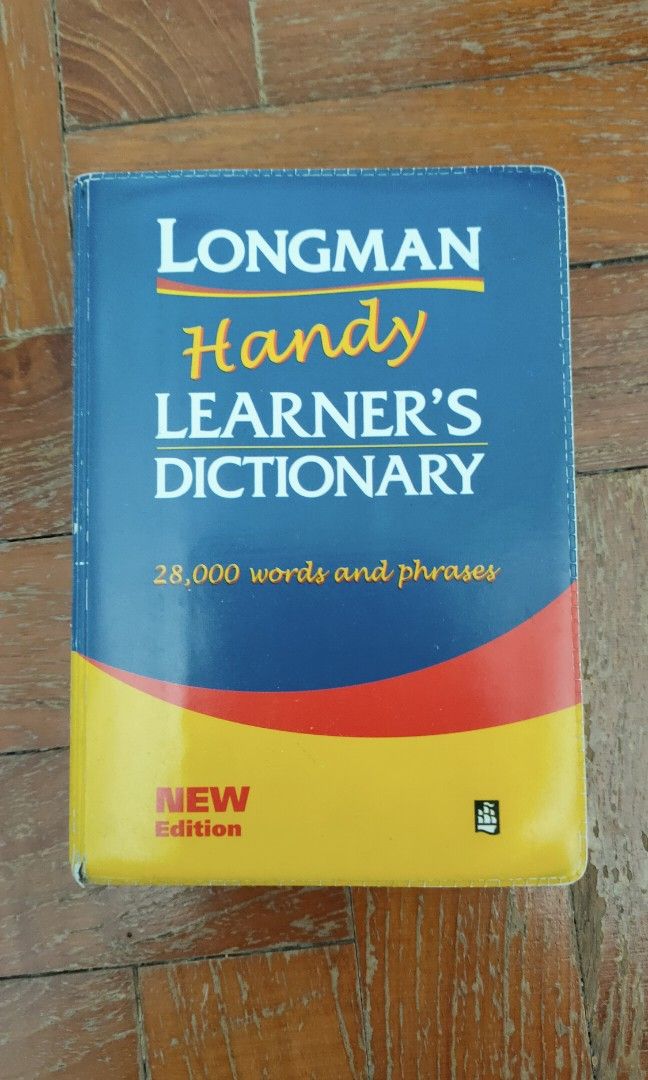 LONGMAN
Handy
LEARNER'S
DICTIONARY
28,000 words and phrases
NEW
Edition